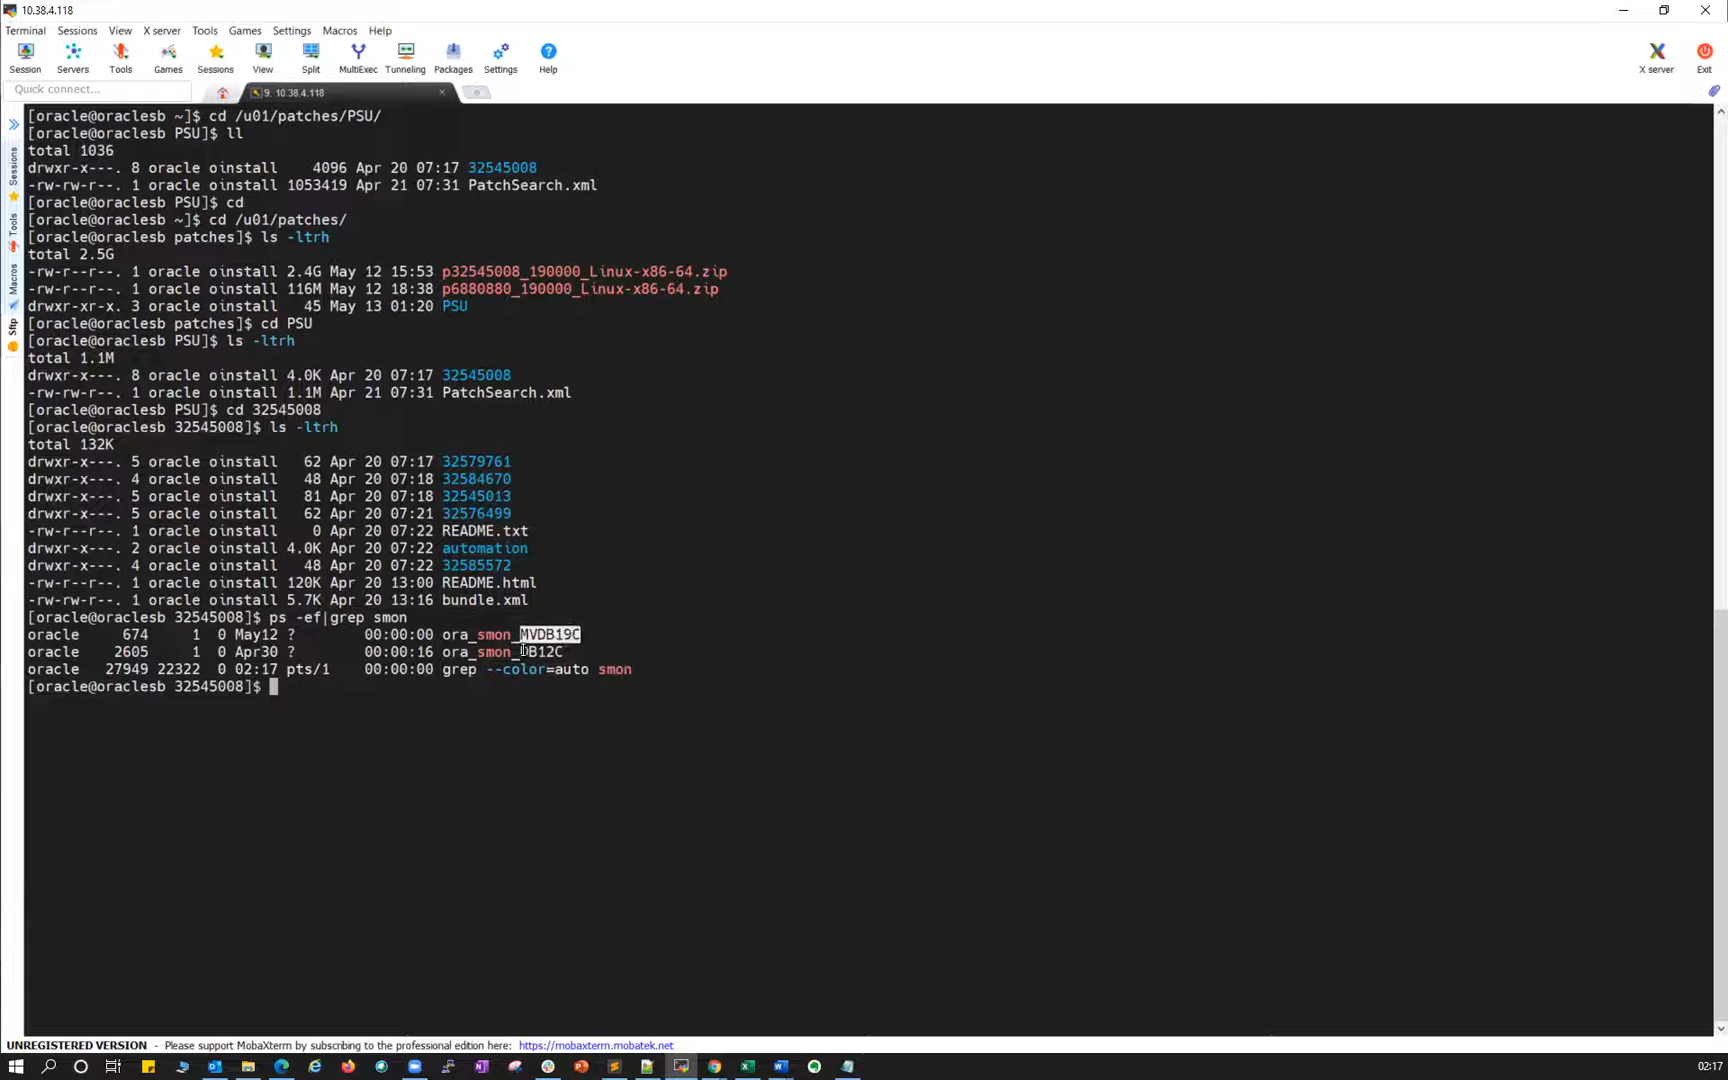 10.38.4.118
Terminal Sessions View X server Tools Games Settings Macros Help
Session Servers Tools Games Sessions View Split MultiExec Tunneling Packages Settings Help X server Exit
Quick connect...
9. 10.38.4.118
Sessions
Tools
Macros
Sftp
[oracle@oraclesb ~]$ cd /u01/patches/PSU/
[oracle@oraclesb PSU]$ ll
total 1036
drwxr-x---. 8 oracle oinstall 4096 Apr 20 07:17 32545008
-rw-rw-r--. 1 oracle oinstall 1053419 Apr 21 07:31 PatchSearch.xml
[oracle@oraclesb PSU]$ cd
[oracle@oraclesb ~]$ cd /u01/patches/
[oracle@oraclesb patches]$ ls -ltrh
total 2.5G
-rw-r--r--. 1 oracle oinstall 2.4G May 12 15:53 p32545008_190000_Linux-x86-64.zip
-rw-r--r--. 1 oracle oinstall 116M May 12 18:38 p6880880_190000_Linux-x86-64.zip
drwxr-xr-x. 3 oracle oinstall 45 May 13 01:20 PSU
[oracle@oraclesb patches]$ cd PSU
[oracle@oraclesb PSU]$ ls -ltrh
total 1.1M
drwxr-x---. 8 oracle oinstall 4.0K Apr 20 07:17 32545008
-rw-rw-r--. 1 oracle oinstall 1.1M Apr 21 07:31 PatchSearch.xml
[oracle@oraclesb PSU]$ cd 32545008
[oracle@oraclesb 32545008]$ ls -ltrh
total 132K
drwxr-x---. 5 oracle oinstall 62 Apr 20 07:17 32579761
drwxr-x---. 4 oracle oinstall 48 Apr 20 07:18 32584670
drwxr-x---. 5 oracle oinstall 81 Apr 20 07:18 32545013
drwxr-x---. 5 oracle oinstall 62 Apr 20 07:21 32576499
-rw-r--r--. 1 oracle oinstall 0 Apr 20 07:22 README.txt
drwxr-x---. 2 oracle oinstall 4.0K Apr 20 07:22 automation
drwxr-x---. 4 oracle oinstall 48 Apr 20 07:22 32585572
-rw-r--r--. 1 oracle oinstall 120K Apr 20 13:00 README.html
-rw-rw-r--. 1 oracle oinstall 5.7K Apr 20 13:16 bundle.xml
[oracle@oraclesb 32545008]$ ps -ef|grep smon
oracle 674 1 0 May12 ? 00:00:00 ora_smon_MVDB19C
oracle 2605 1 0 Apr30 ? 00:00:16 ora_smon_DB12C
oracle 27949 22322 0 02:17 pts/1 00:00:00 grep --color=auto smon
[oracle@oraclesb 32545008]$
UNREGISTERED VERSION - Please support MobaXterm by subscribing to the professional edition here: https://mobaxterm.mobatek.net
02:17